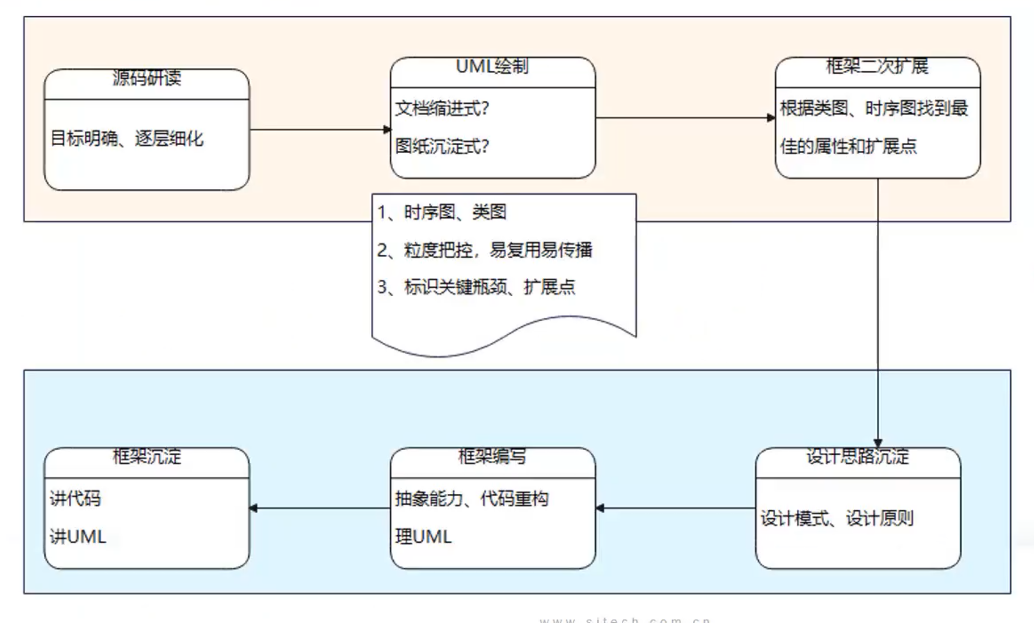 源码研读
目标明确、逐层细化
UML绘制
文档缩进式?
图纸沉淀式?
框架二次扩展
根据类图、时序图找到最
佳的属性和扩展点
1、时序图、类图
2、粒度把控，易复用易传播
3、标识关键瓶颈、扩展点
设计思路沉淀
设计模式、设计原则
框架编写
抽象能力、代码重构
理UML
框架沉淀
讲代码
讲UML
www.sitech.com.cn